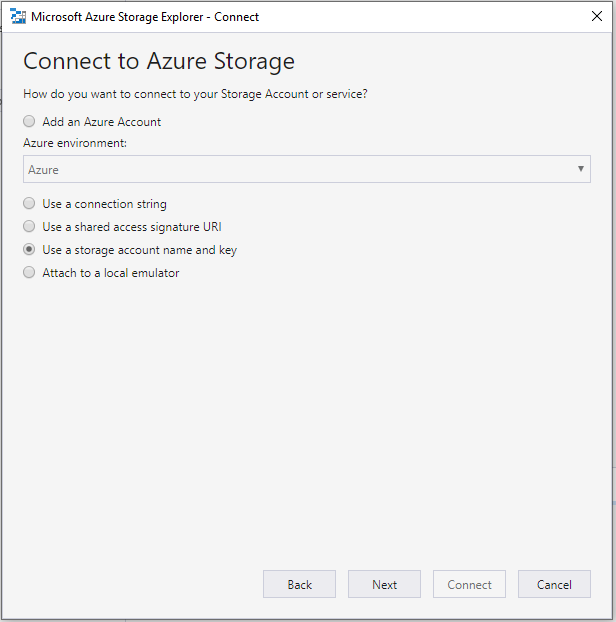 Microsoft Azure Storage Explorer - Connect
Connect to Azure Storage
How do you want to connect to your Storage Account or service?
Add an Azure Account
Azure environment:
Azure
Use a connection string
Use a shared access signature URI
Use a storage account name and key
Attach to a local emulator
Back Next Connect Cancel